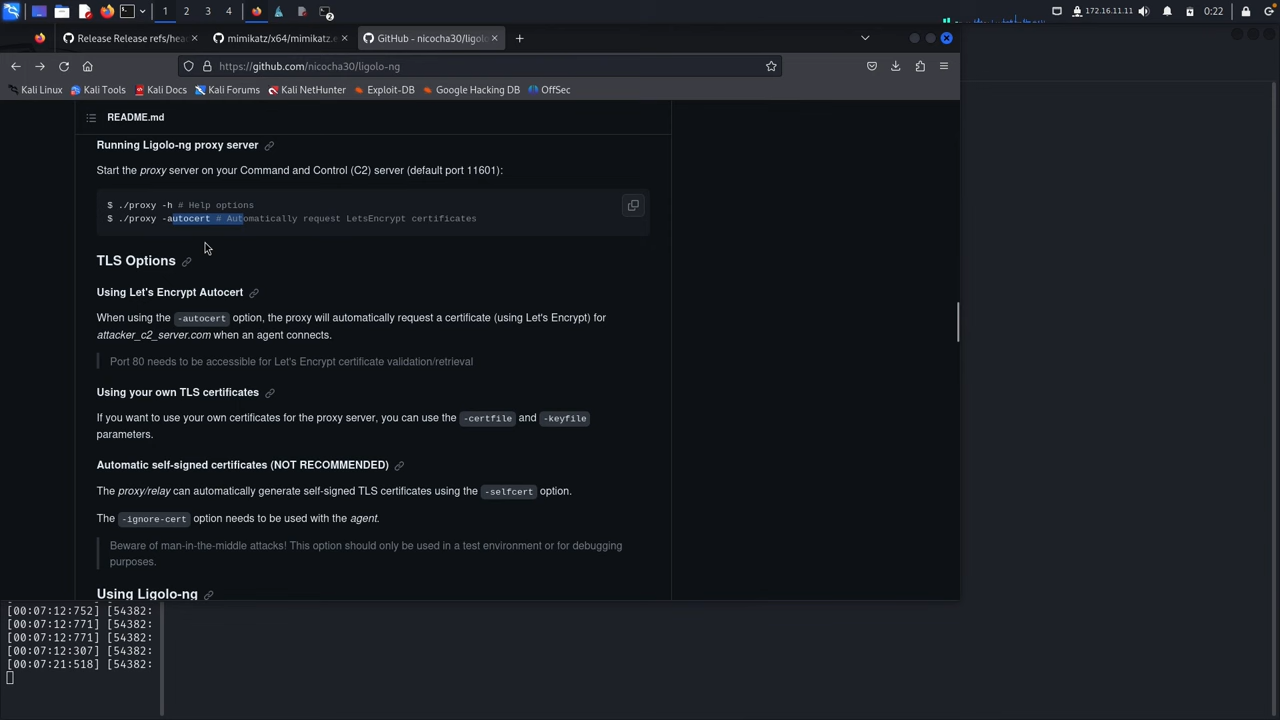 1 2 3 4 2 172.16.11.11 0:22
Release Release refs/hea
mimikatz/x64/mimikatz.e
GitHub - nicocha30/ligolo
https://github.com/nicocha30/ligolo-ng
Kali Linux Kali Tools Kali Docs Kali Forums Kali NetHunter Exploit-DB Google Hacking DB OffSec
README.md
Running Ligolo-ng proxy server
Start the proxy server on your Command and Control (C2) server (default port 11601):
$ ./proxy -h # Help options
$ ./proxy -autocert # Automatically request LetsEncrypt certificates
TLS Options
Using Let's Encrypt Autocert
When using the -autocert option, the proxy will automatically request a certificate (using Let's Encrypt) for
attacker_c2_server.com when an agent connects.
Port 80 needs to be accessible for Let's Encrypt certificate validation/retrieval
Using your own TLS certificates
If you want to use your own certificates for the proxy server, you can use the -certfile and -keyfile
parameters.
Automatic self-signed certificates (NOT RECOMMENDED)
The proxy/relay can automatically generate self-signed TLS certificates using the -selfcert option.
The -ignore-cert option needs to be used with the agent.
Beware of man-in-the-middle attacks! This option should only be used in a test environment or for debugging
purposes.
Using Ligolo-ng
[00:07:12:752] [54382:
[00:07:12:771] [54382:
[00:07:12:771] [54382:
[00:07:12:307] [54382:
[00:07:21:518] [54382: